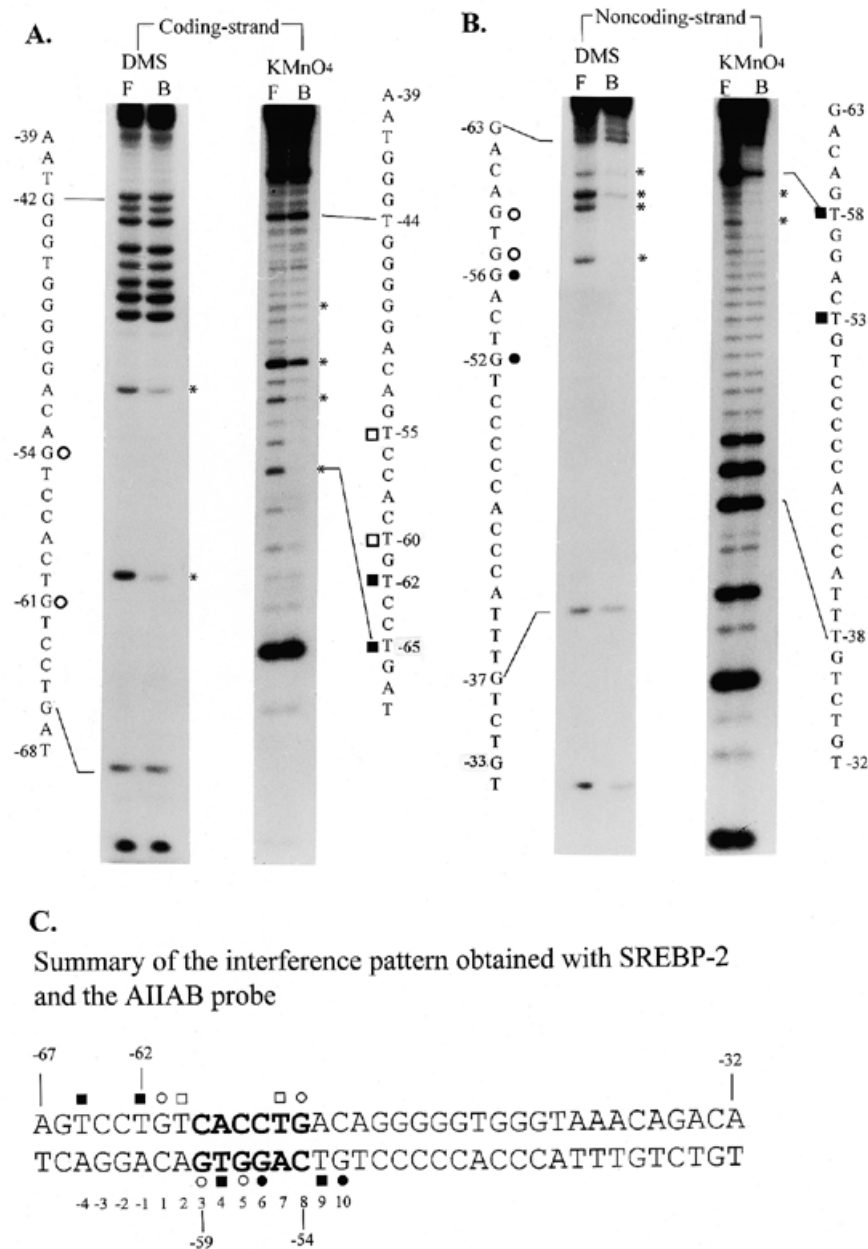 A.
Coding-strand
DMS
KMnO4
F B
F B
-39 A A T -42 G G G T G G G G G A C A -54 G T C C A C T -61 G T C C T G A -68 T
* *
* * * *
A -39 A T G G G T -44 G G G G G A C A G T -55 C C A C T -60 G T -62 C C T -65 G A T
B.
Noncoding-strand
DMS
KMnO4
F B
F B
-63 G A C A G T G -56 G A C T -52 G T C C C C C A C C C A T T T -37 G T C T -33 G T
* * * *
* *
G -63 A C A G T -58 G G A C T -53 G T C C C C C A C C C A T T T -38 G T C T G T -32
C.
Summary of the interference pattern obtained with SREBP-2
and the AIIAB probe
-67 -62 -32
AGTCCTGTCACCTGACAGGGGGTGGGTAAACAGACA
TCAGGACAGTGGACTGTCCCCCACCCATTTGTCTGT
-4 -3 -2 -1 1 2 3 4 5 6 7 8 9 10
-59 -54